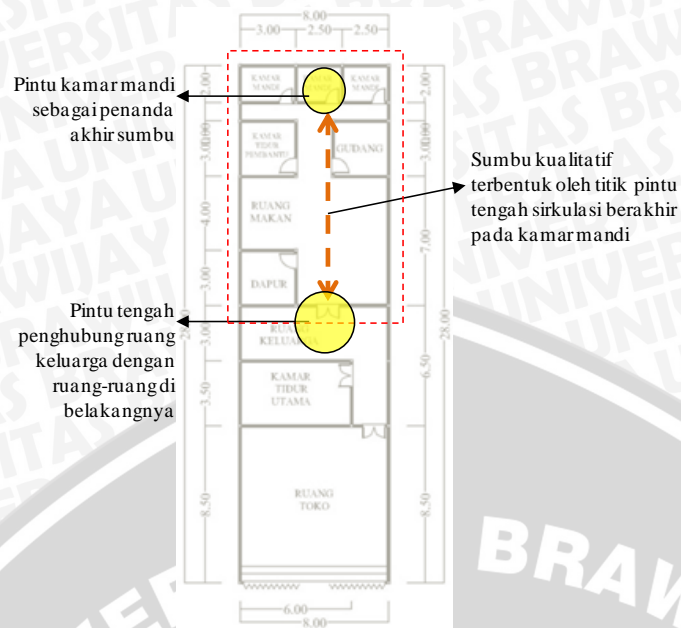 8.00
3.00
2.50
2.50
2.00
KAMAR
MANDI
KAMAR
MANDI
2.00
Pintu kamar mandi
sebagai penanda
akhir sumbu
KAMAR
TIDUR
PEMBANTU
GUDANG
Sumbu kualitatif
terbentuk oleh titik pintu
tengah sirkulasi berakhir
pada kamar mandi
RUANG
MAKAN
4.00
7.00
DAPUR
3.00
28.00
Pintu tengah
penghubung ruang
keluarga dengan
ruang-ruang di
belakangnya
RUANG
KELUARGA
3.00
6.50
KAMAR
TIDUR
UTAMA
3.50
RUANG
TOKO
8.50
8.50
6.00
8.00
BRAW